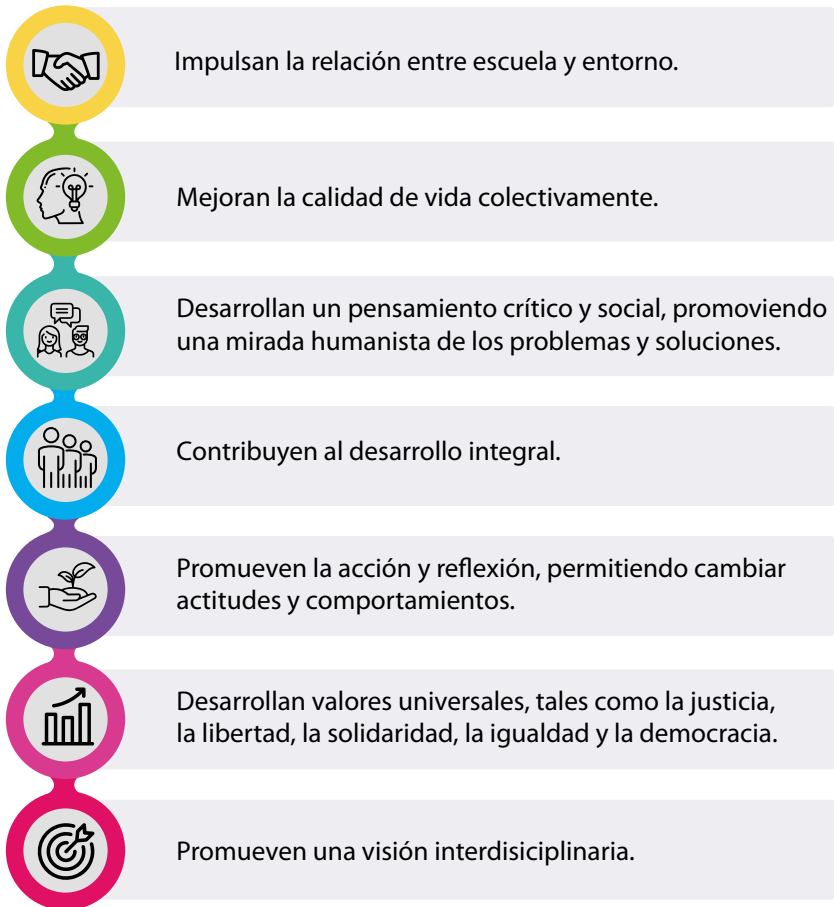 Impulsan la relación entre escuela y entorno.
Mejoran la calidad de vida colectivamente.
Desarrollan un pensamiento crítico y social, promoviendo
una mirada humanista de los problemas y soluciones.
Contribuyen al desarrollo integral.
Promueven la acción y reflexión, permitiendo cambiar
actitudes y comportamientos.
Desarrollan valores universales, tales como la justicia,
la libertad, la solidaridad, la igualdad y la democracia.
Promueven una visión interdisiciplinaria.